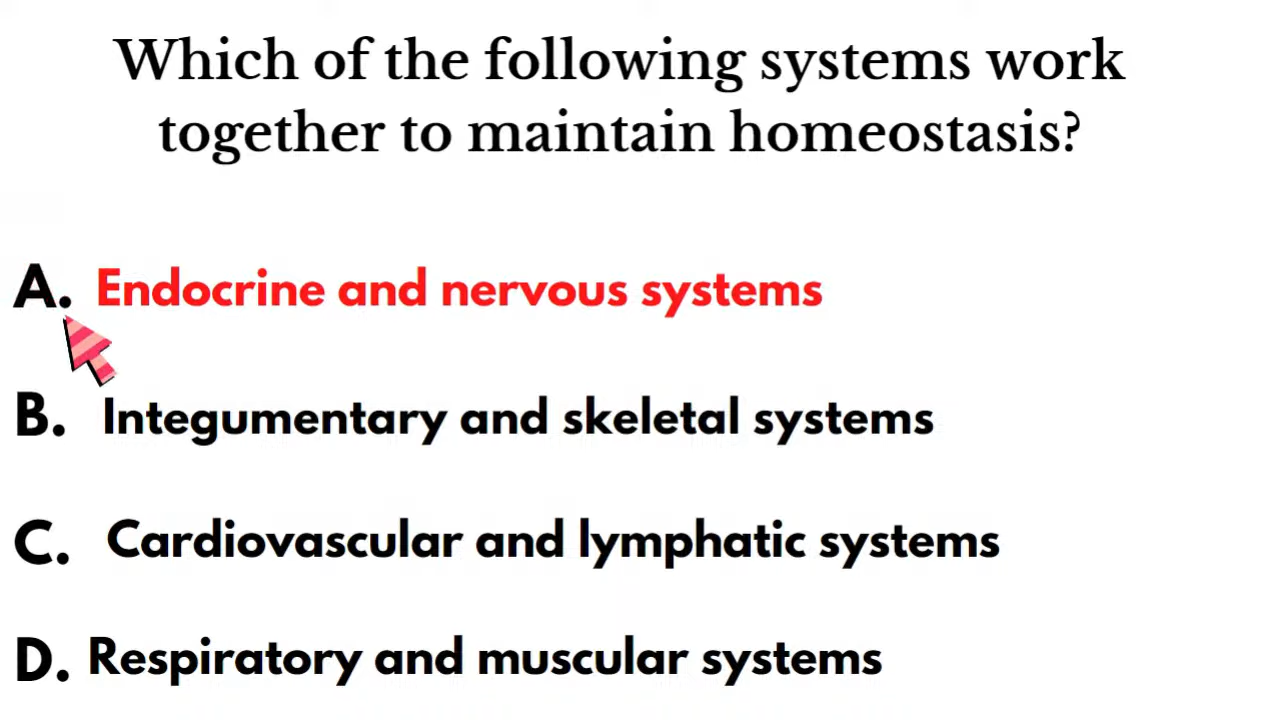 Which of the following systems work
together to maintain homeostasis?
A. Endocrine and nervous systems
B. Integumentary and skeletal systems
C. Cardiovascular and lymphatic systems
D. Respiratory and muscular systems